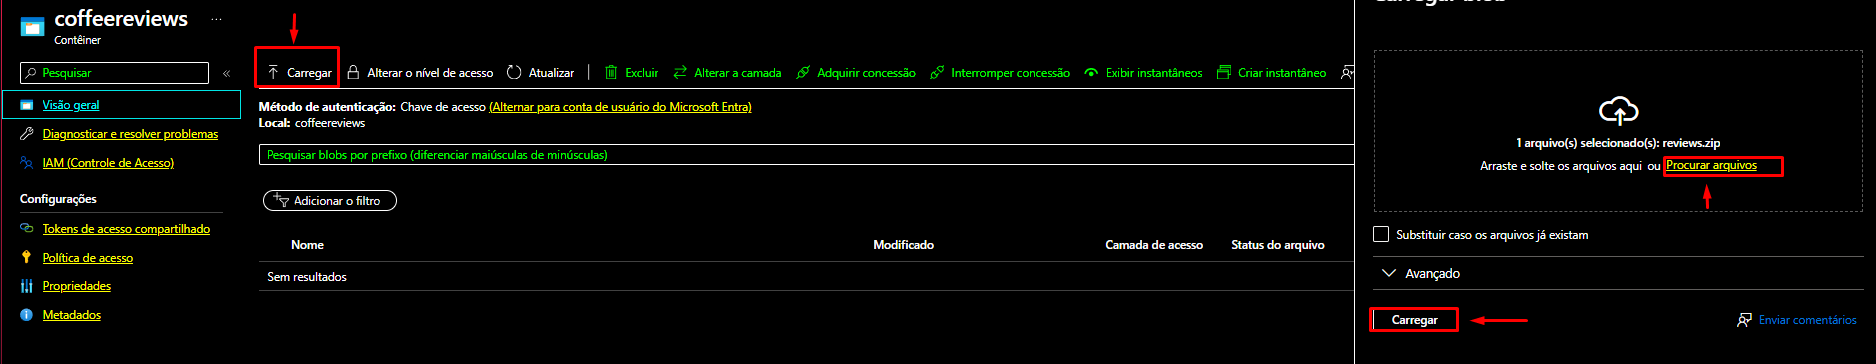 coffeereviews ...
Contêiner
Pesquisar
Visão geral
Diagnosticar e resolver problemas
IAM (Controle de Acesso)
Configurações
Tokens de acesso compartilhado
Política de acesso
Propriedades
Metadados
Carregar Alterar o nível de acesso Atualizar Excluir Alterar a camada Adquirir concessão Interromper concessão Exibir instantâneos Criar instantâneo
Método de autenticação: Chave de acesso (Alternar para conta de usuário do Microsoft Entra)
Local: coffeereviews
Pesquisar blobs por prefixo (diferenciar maiúsculas de minúsculas)
Adicionar o filtro
Nome Modificado Camada de acesso Status do arquivo
Sem resultados
Carregar blob
1 arquivo(s) selecionado(s): reviews.zip
Arraste e solte os arquivos aqui ou Procurar arquivos
Substituir caso os arquivos já existam
Avançado
Carregar
Enviar comentários